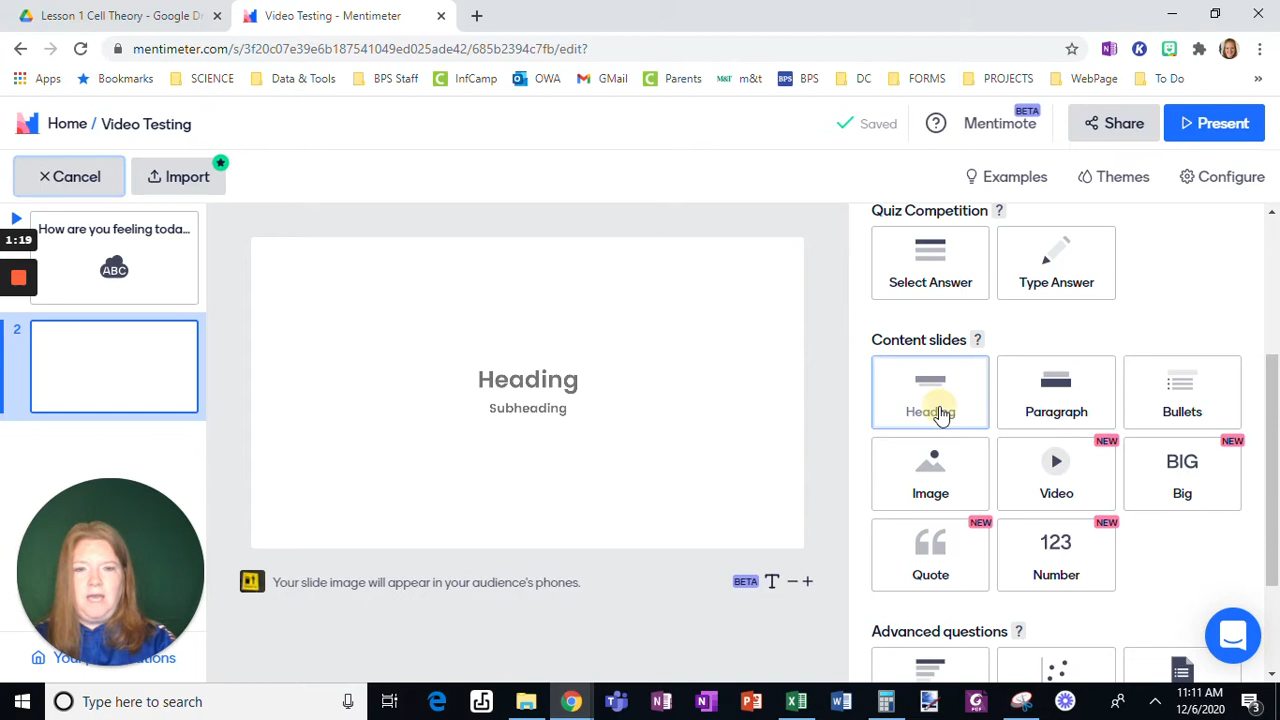 Lesson 1 Cell Theory - Google Dr
Video Testing - Mentimeter
mentimeter.com/s/3f20c07e39e6b187541049ed025ade42/685b2394c7fb/edit?
Apps Bookmarks SCIENCE Data & Tools BPS Staff InfCamp OWA GMail Parents M&T m&t BPS BPS DC FORMS PROJECTS WebPage To Do »
Home / Video Testing
Saved
Mentimote
BETA
Share
Present
Cancel
Import
Examples
Themes
Configure
1:19
How are you feeling toda...
ABC
2
Heading
Subheading
Your slide image will appear in your audience's phones.
BETA T
Quiz Competition ?
Select Answer
Type Answer
Content slides ?
Heading
Paragraph
Bullets
Image
NEW
Video
NEW
BIG
Big
NEW
Quote
NEW
123
Number
Advanced questions ?
Type here to search
11:11 AM
12/6/2020
3